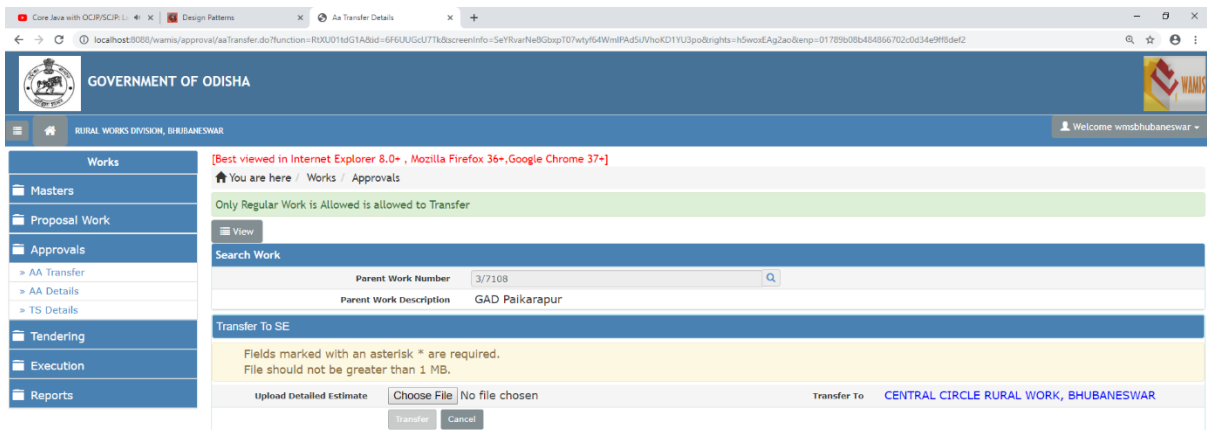 Core Java with OCJP/SCJP: L
Design Patterns
Aa Transfer Details
localhost:8088/wamis/approval/aaTransfer.do?function=RtXU01tdG1A&iid=6F6UUGcU7Tk&screenInfo=SeYRvarNe8GbxpT07wtyf64WmIPAd5iJVhoKD1YU3po&rights=h5woxEAg2ao&enp=01789b08b484866702c0d34e9ff8def2
GOVERNMENT OF ODISHA
WAMIS
RURAL WORKS DIVISION, BHUBANESWAR
Welcome wmsbhubaneswar
Works
Masters
Proposal Work
Approvals
» AA Transfer
» AA Details
» TS Details
Tendering
Execution
Reports
[Best viewed in Internet Explorer 8.0+ , Mozilla Firefox 36+,Google Chrome 37+]
You are here / Works / Approvals
Only Regular Work is Allowed is allowed to Transfer
View
Search Work
Parent Work Number 3/7108
Parent Work Description GAD Paikarapur
Transfer To SE
Fields marked with an asterisk * are required.
File should not be greater than 1 MB.
Upload Detailed Estimate Choose File No file chosen Transfer To CENTRAL CIRCLE RURAL WORK, BHUBANESWAR
Transfer Cancel